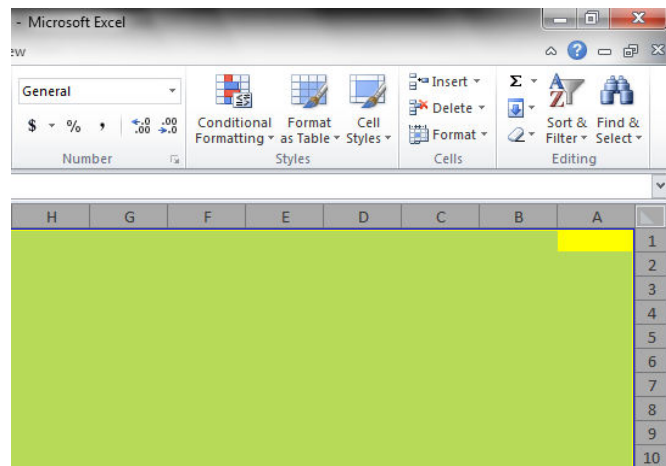 - Microsoft Excel
ew
General
$ % , .0 .00 .00 .0
Conditional Formatting
Format as Table
Cell Styles
Insert
Delete
Format
Σ
A Z
Sort & Filter
Find & Select
Number
Styles
Cells
Editing
H G F E D C B A
1
2
3
4
5
6
7
8
9
10